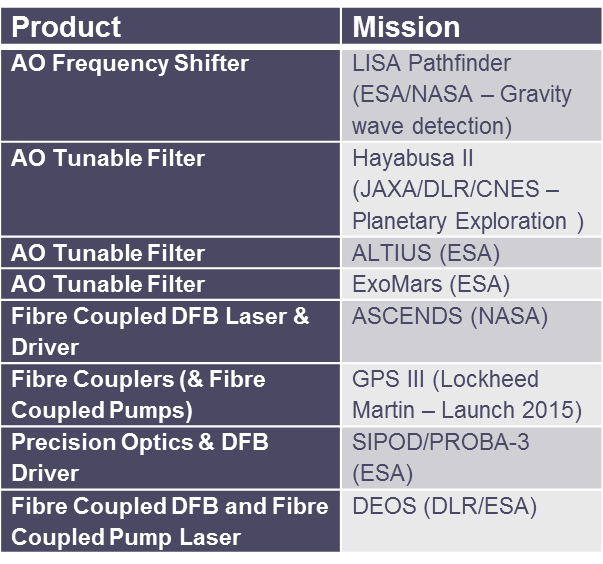 Product
Mission
AO Frequency Shifter
LISA Pathfinder
(ESA/NASA – Gravity
wave detection)
AO Tunable Filter
Hayabusa II
(JAXA/DLR/CNES –
Planetary Exploration )
AO Tunable Filter
ALTIUS (ESA)
AO Tunable Filter
ExoMars (ESA)
Fibre Coupled DFB Laser &
Driver
ASCENDS (NASA)
Fibre Couplers (& Fibre
Coupled Pumps)
GPS III (Lockheed
Martin – Launch 2015)
Precision Optics & DFB
Driver
SIPOD/PROBA-3
(ESA)
Fibre Coupled DFB and Fibre
Coupled Pump Laser
DEOS (DLR/ESA)